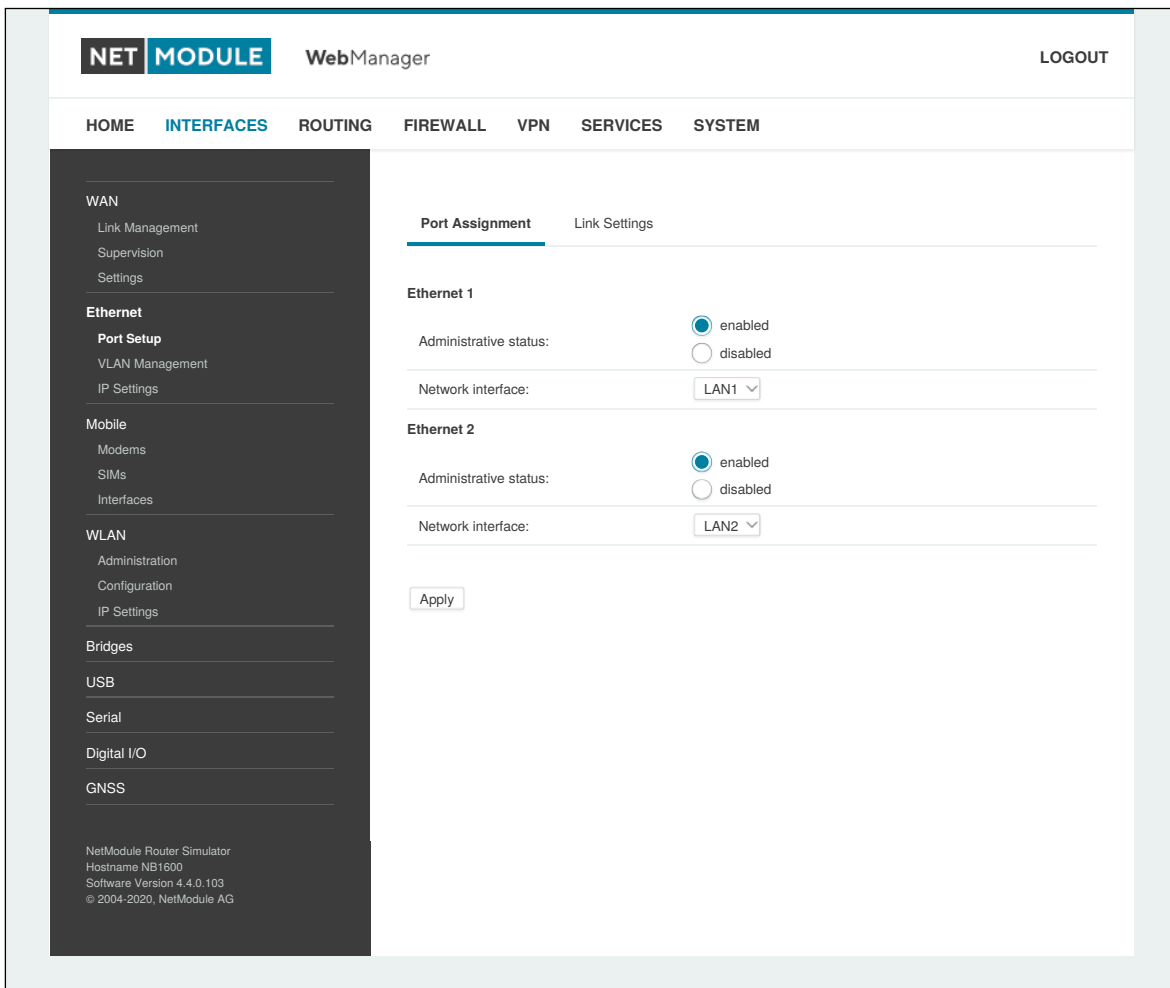 NET MODULE WebManager
LOGOUT
HOME INTERFACES ROUTING FIREWALL VPN SERVICES SYSTEM
WAN
Link Management
Supervision
Settings
Ethernet
Port Setup
VLAN Management
IP Settings
Mobile
Modems
SIMs
Interfaces
WLAN
Administration
Configuration
IP Settings
Bridges
USB
Serial
Digital I/O
GNSS
NetModule Router Simulator
Hostname NB1600
Software Version 4.4.0.103
© 2004-2020, NetModule AG
Port Assignment Link Settings
Ethernet 1
Administrative status:
enabled
disabled
Network interface: LAN1
Ethernet 2
Administrative status:
enabled
disabled
Network interface: LAN2
Apply